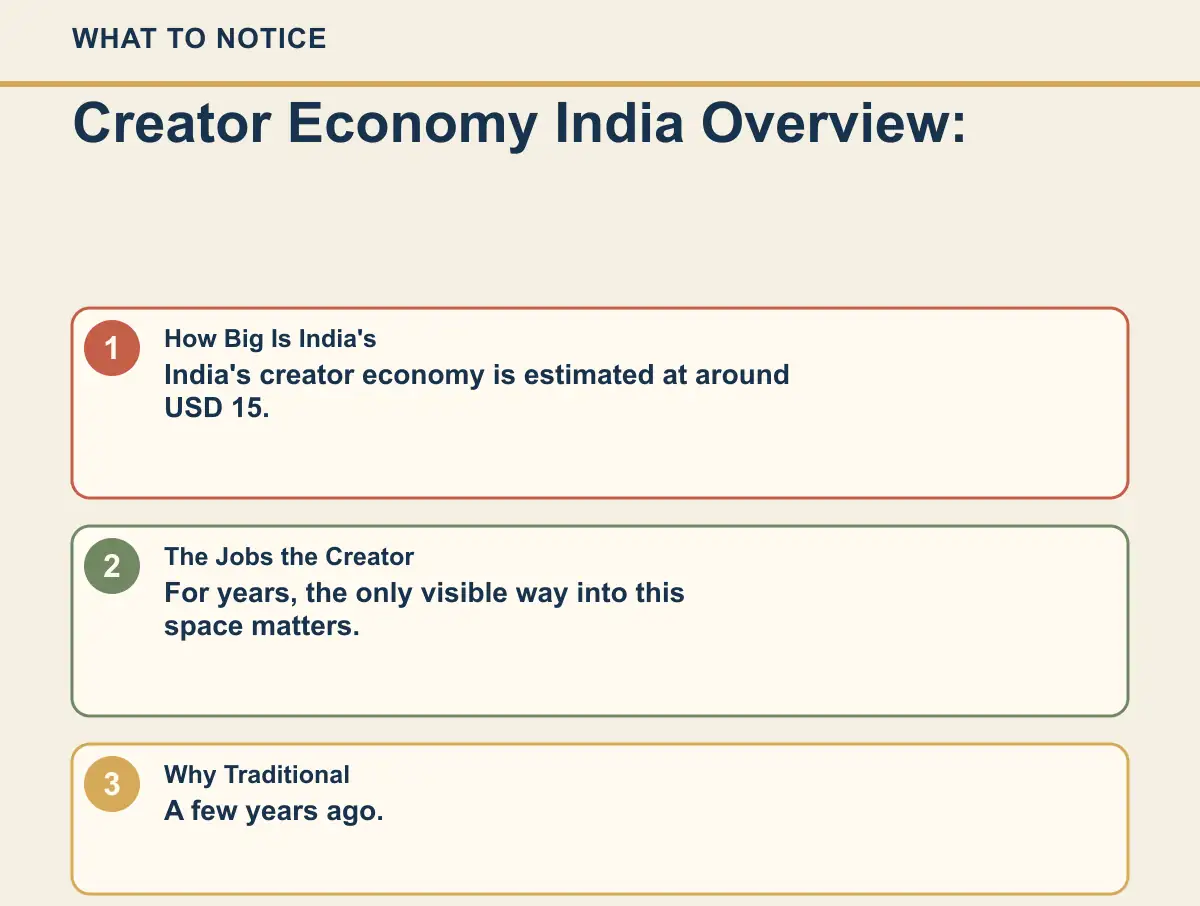 WHAT TO NOTICE
Creator Economy India Overview:
1
How Big Is India's
India's creator economy is estimated at around
USD 15.
2
The Jobs the Creator
For years, the only visible way into this
space matters.
3
Why Traditional
A few years ago.